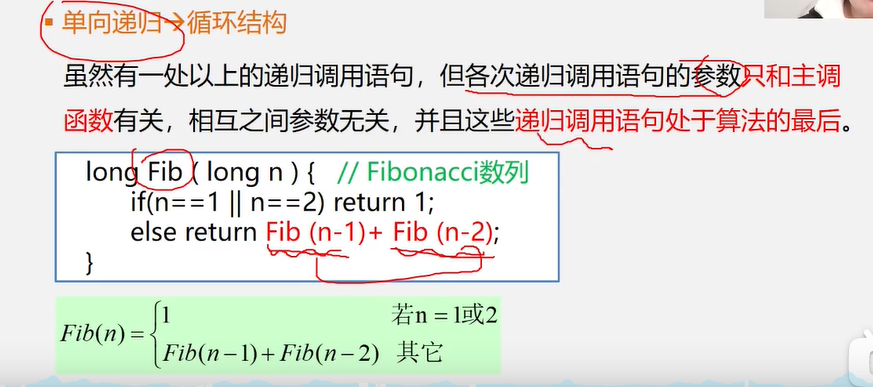 单向递归→循环结构
虽然有一处以上的递归调用语句，但各次递归调用语句的参数只和主调
函数有关，相互之间参数无关，并且这些递归调用语句处于算法的最后。
long Fib ( long n ) { // Fibonacci数列
if(n==1 || n==2) return 1;
else return Fib (n-1)+ Fib (n-2);
}
Fib(n) = { 1 若n = 1或2
Fib(n−1) + Fib(n−2) 其它